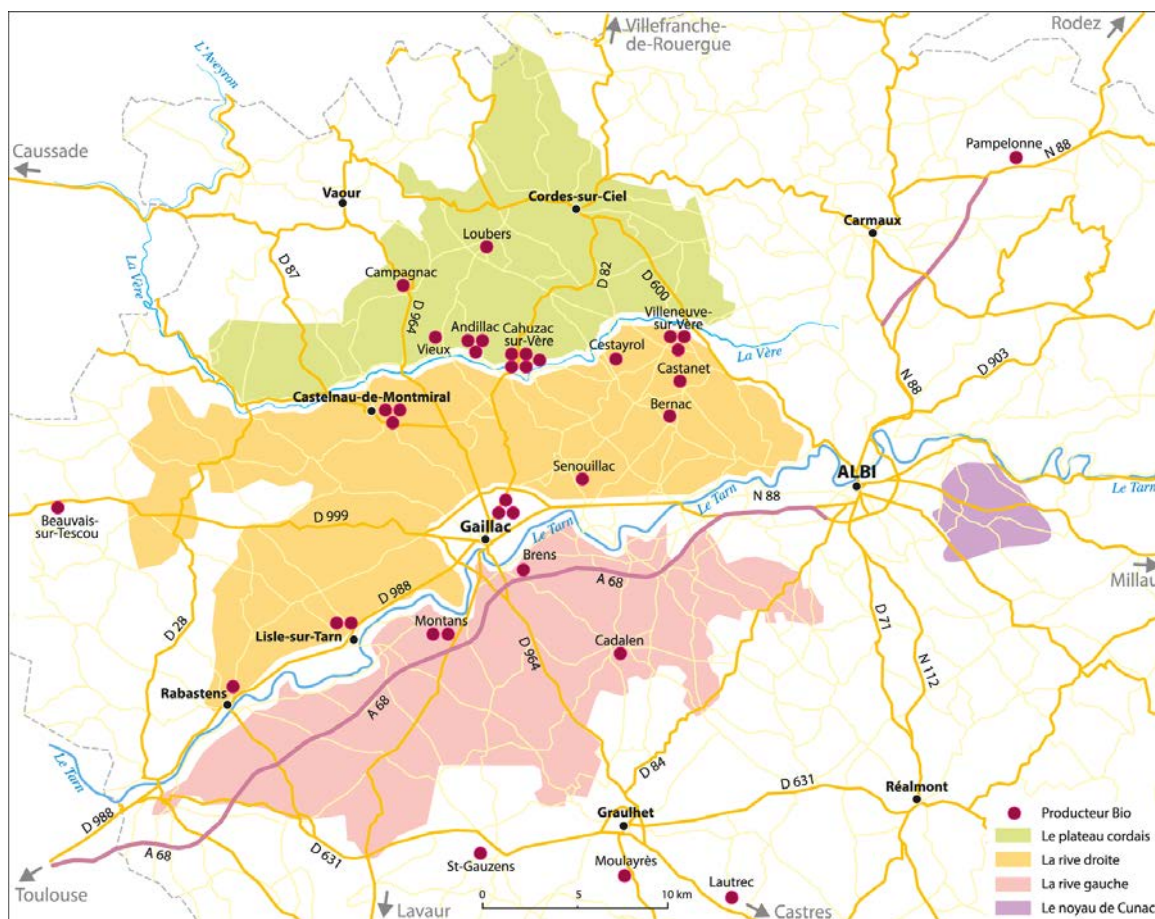 Villefranche-
de-Rouergue
Rodez
L'Aveyron
Caussade
Pampelonne
N 88
Vaour
Cordes-sur-Ciel
Carmaux
Loubers
La Vère
D 87
Campagnac
D 82
D 600
D 964
Andillac
Cahuzac
sur-Vère
Villeneuve-
sur Vère
Vieux
Cestayrol
La Vère
D 903
N 88
Castanet
Castelnau-de-Montmiral
Bernac
Senouillac
ALBI
Le Tarn
Le Tarn
N 88
Beauvais-
sur-Tescou
D 999
Gaillac
Le Tarn
Brens
A 68
Millau
D 988
D 28
Lisle-sur-Tarn
Montans
Cadalen
D 71
D 964
N 112
Rabastens
A 68
Le Tarn
D 84
D 631
Réalmont
D 988
Graulhet
A 68
D 631
St-Gauzens
Moulayrès
Lautrec
Toulouse
Lavaur
Castres
0 5 10 km
Producteur Bio
Le plateau cordais
La rive droite
La rive gauche
Le noyau de Cunac